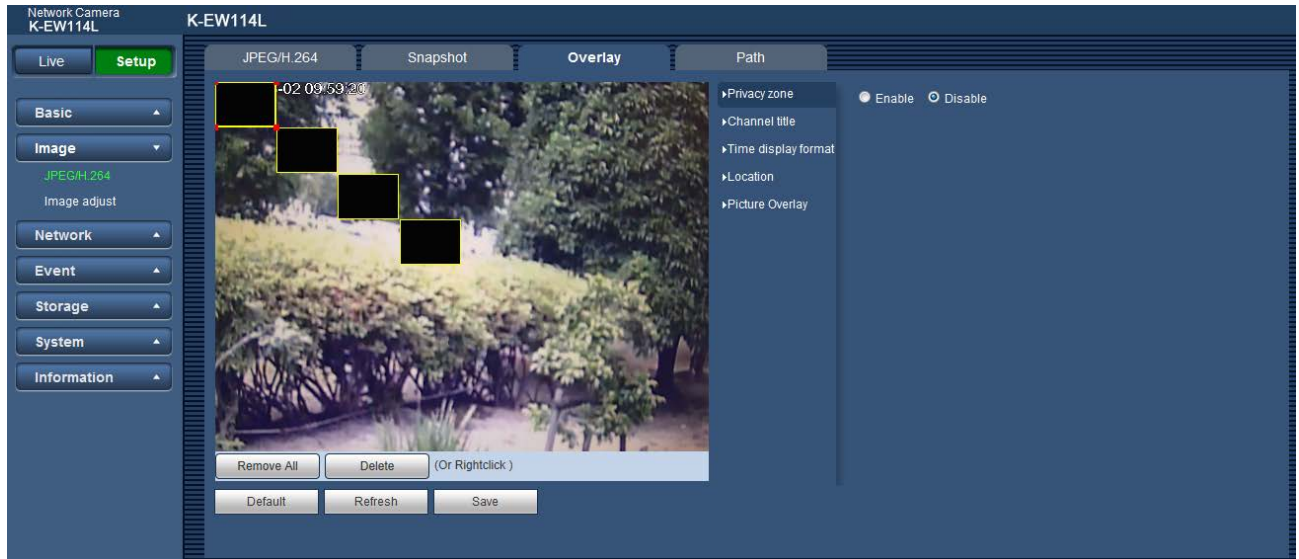 Network Camera
K-EW114L
K-EW114L
Live
Setup
JPEG/H.264
Snapshot
Overlay
Path
Basic
Image
JPEG/H.264
Image adjust
Network
Event
Storage
System
Information
-02 09:59:20
Privacy zone
Channel title
Time display format
Location
Picture Overlay
Enable
Disable
Remove All
Delete
(Or Rightclick )
Default
Refresh
Save